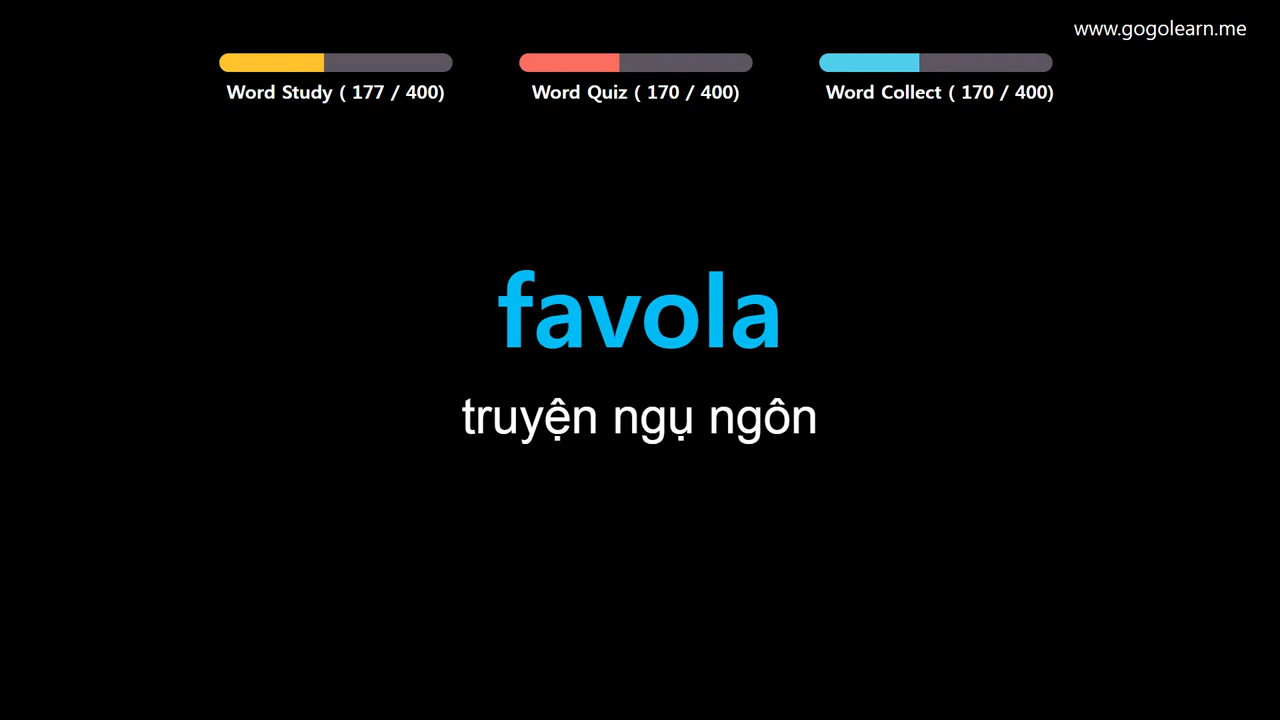 www.gogolearn.me
Word Study ( 177 / 400)
Word Quiz ( 170 / 400)
Word Collect ( 170 / 400)
favola
truyện ngụ ngôn